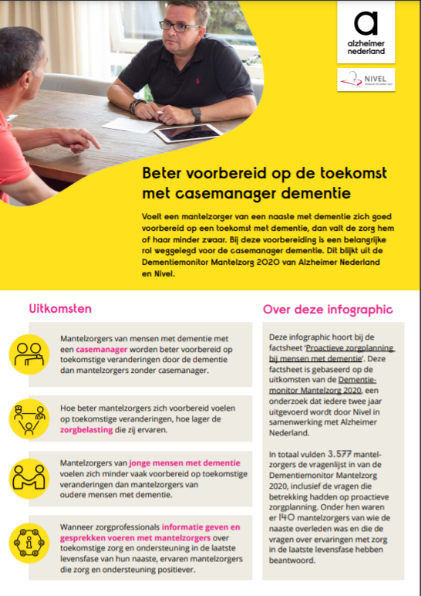 alzheimer
nederland
NIVEL
Beter voorbereid op de toekomst
met casemanager dementie
Voelt een mantelzorger van een naaste met dementie zich goed
voorbereid op een toekomst met dementie, dan valt de zorg hem
of haar minder zwaar. Bij deze voorbereiding is een belangrijke
rol weggelegd voor de casemanager dementie. Dit blijkt uit de
Dementiemonitor Mantelzorg 2020 van Alzheimer Nederland
en Nivel.
Uitkomsten
Mantelzorgers van mensen met dementie met
een casemanager worden beter voorbereid op
toekomstige veranderingen door de dementie
dan mantelzorgers zonder casemanager.
Hoe beter mantelzorgers zich voorbereid voelen
op toekomstige veranderingen, hoe lager de
zorgbelasting die zij ervaren.
Mantelzorgers van jonge mensen met dementie
voelen zich minder vaak voorbereid op toekomstige
veranderingen dan mantelzorgers van
oudere mensen met dementie.
Wanneer zorgprofessionals informatie geven en
gesprekken voeren met mantelzorgers over
toekomstige zorg en ondersteuning in de laatste
levensfase van hun naaste, ervaren mantelzorgers
die zorg en ondersteuning positiever.
Over deze infographic
Deze infographic hoort bij de
factsheet 'Proactieve zorgplanning
bij mensen met dementie'. Deze
factsheet is gebaseerd op de
uitkomsten van de Dementie-
monitor Mantelzorg 2020, een
onderzoek dat iedere twee jaar
uitgevoerd wordt door Nivel in
samenwerking met Alzheimer
Nederland.
In totaal vulden 3.577 mantel-
zorgers de vragenlijst in van de
Dementiemonitor Mantelzorg
2020, inclusief de vragen die
betrekking hadden op proactieve
zorgplanning. Onder hen waren
er 140 mantelzorgers van wie de
naaste overleden was en die de
vragen over ervaringen met zorg
in de laatste levensfase hebben
beantwoord.